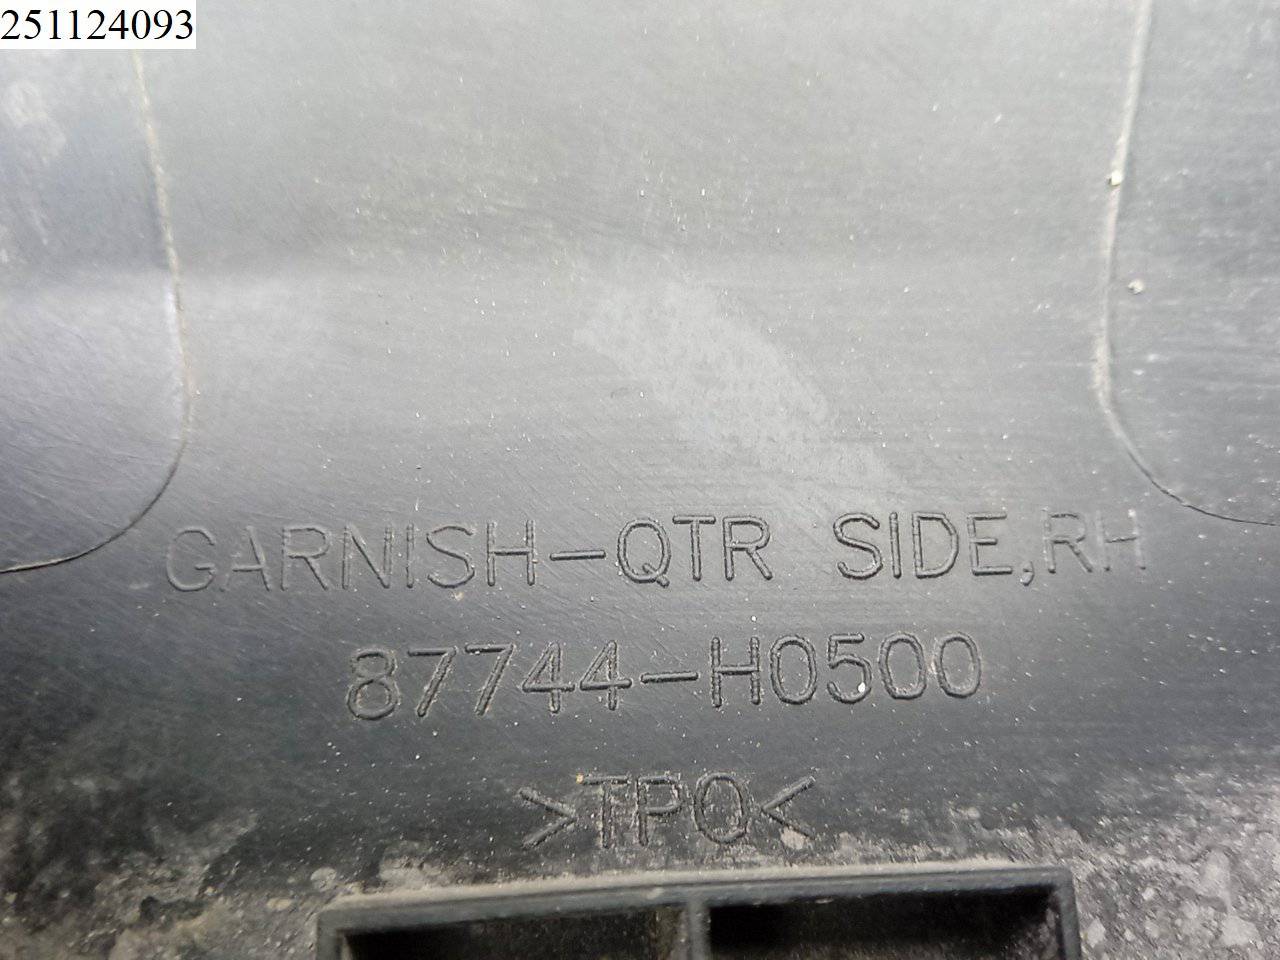 251124093
GARNISH-QTR SIDE,RH
87744-H0500
>TPO<